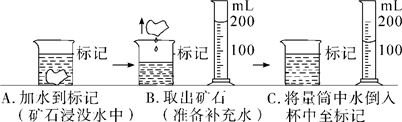 mL
mL
标记
标记
200
标记
200
100
100
A.加水到标记
（矿石浸没水中）
B.取出矿石
（准备补充水）
C.将量筒中水倒入
杯中至标记